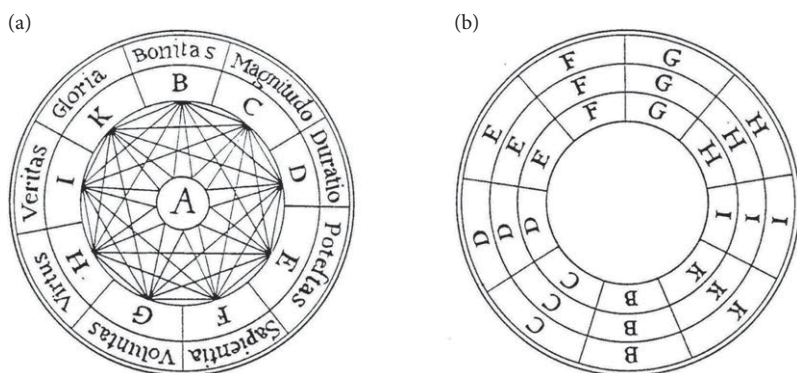 (a)
(b)
Bonitas
Magnitudo
Duratio
Poteſtas
Sapientia
Voluntas
Virtus
Veritas
Gloria
B
C
D
E
F
G
H
I
K
A
F
G
H
I
K
B
C
D
E
F
G
H
I
K
B
C
D
E
F
G
H
I
K
B
C
D
E